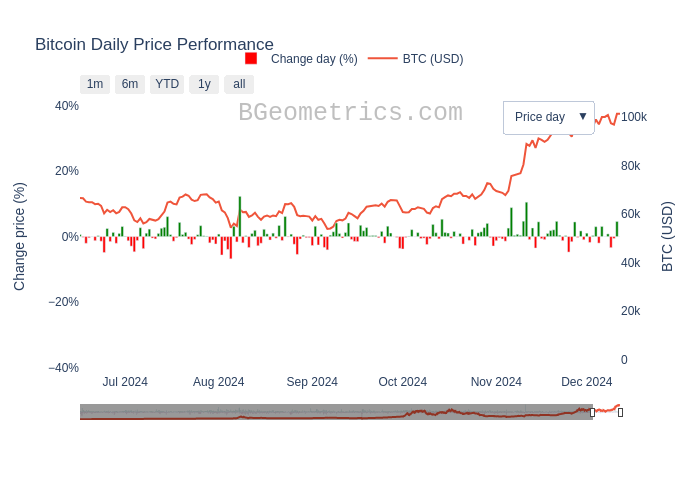 Bitcoin Daily Price Performance
Change day (%)
BTC (USD)
1m
6m
YTD
1y
all
BGeometrics.com
Price day ▼
40%
20%
0%
−20%
−40%
Change price (%)
100k
80k
60k
40k
20k
0
BTC (USD)
Jul 2024
Aug 2024
Sep 2024
Oct 2024
Nov 2024
Dec 2024